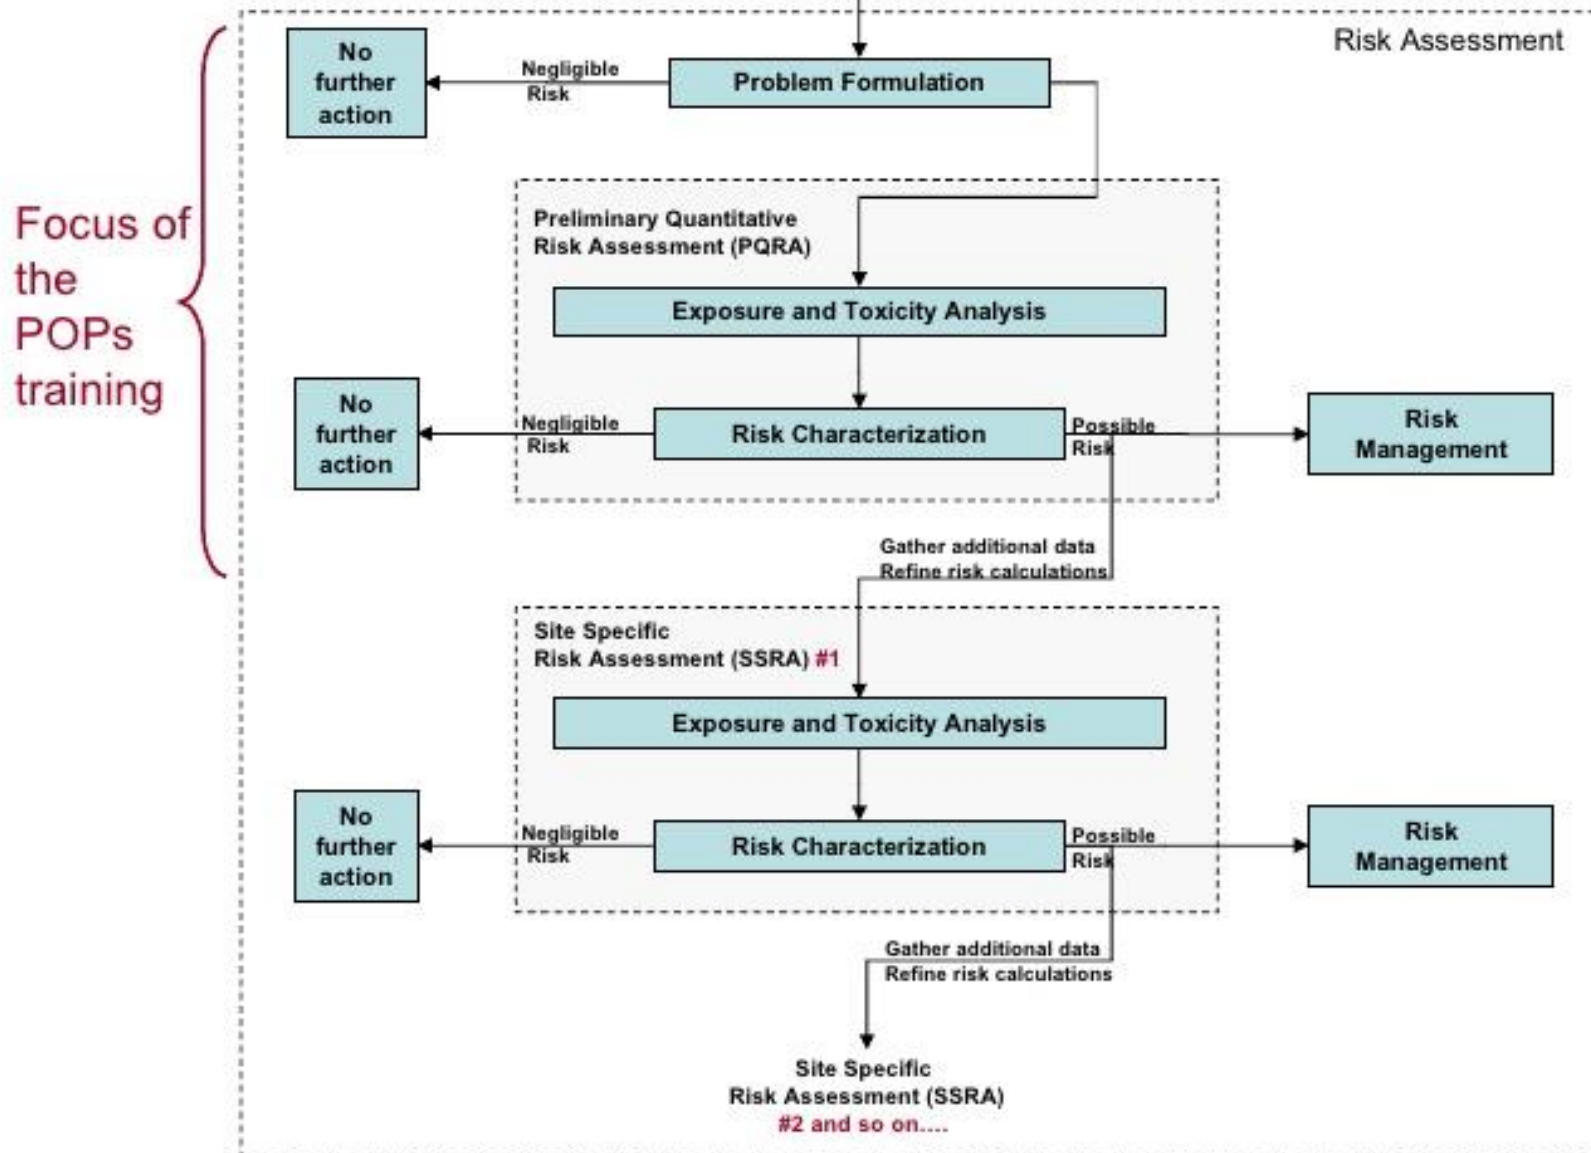 Risk Assessment
No
further
action
Negligible
Risk
Problem Formulation
Focus of
the
POPs
training
Preliminary Quantitative
Risk Assessment (PQRA)
Exposure and Toxicity Analysis
No
further
action
Negligible
Risk
Risk Characterization
Possible
Risk
Risk
Management
Gather additional data
Refine risk calculations
Site Specific
Risk Assessment (SSRA) #1
Exposure and Toxicity Analysis
No
further
action
Negligible
Risk
Risk Characterization
Possible
Risk
Risk
Management
Gather additional data
Refine risk calculations
Site Specific
Risk Assessment (SSRA)
#2 and so on....